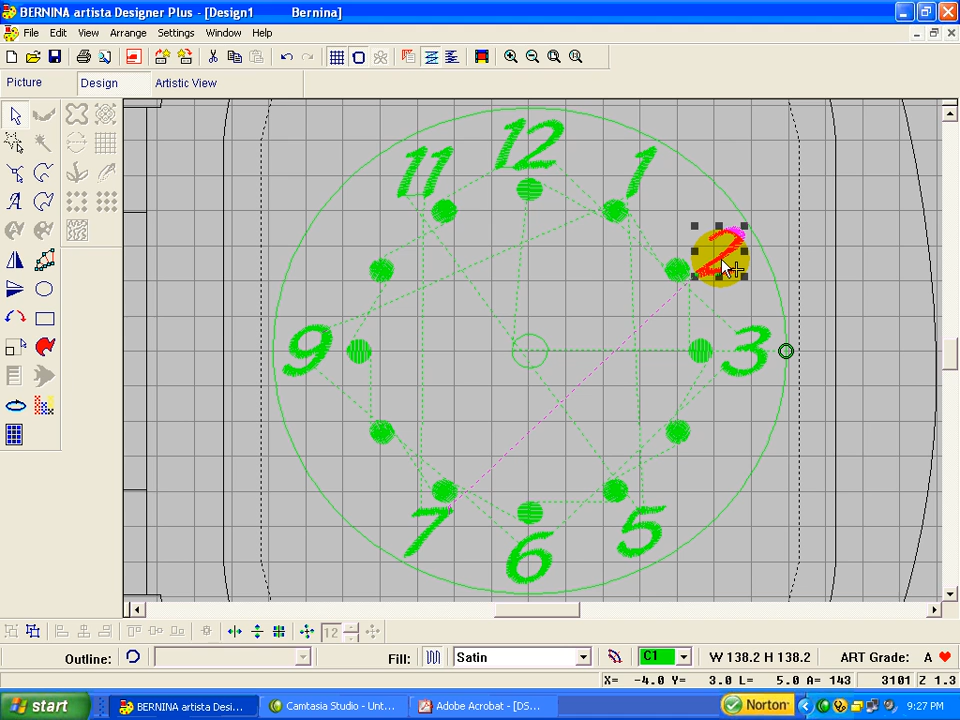 BERNINA artista Designer Plus - [Design1 Bernina]
File Edit View Arrange Settings Window Help
Picture Design Artistic View
12
11 1
2
9 3
7 5
6
12
Outline: Fill: Satin C1 W 138.2 H 138.2 ART Grade: A
X= -4.0 Y= 3.0 L= 5.0 A= 143 3101 Z 1.3
start BERNINA artista Desi... Camtasia Studio - Unt... Adobe Acrobat - [DS... Norton 9:27 PM